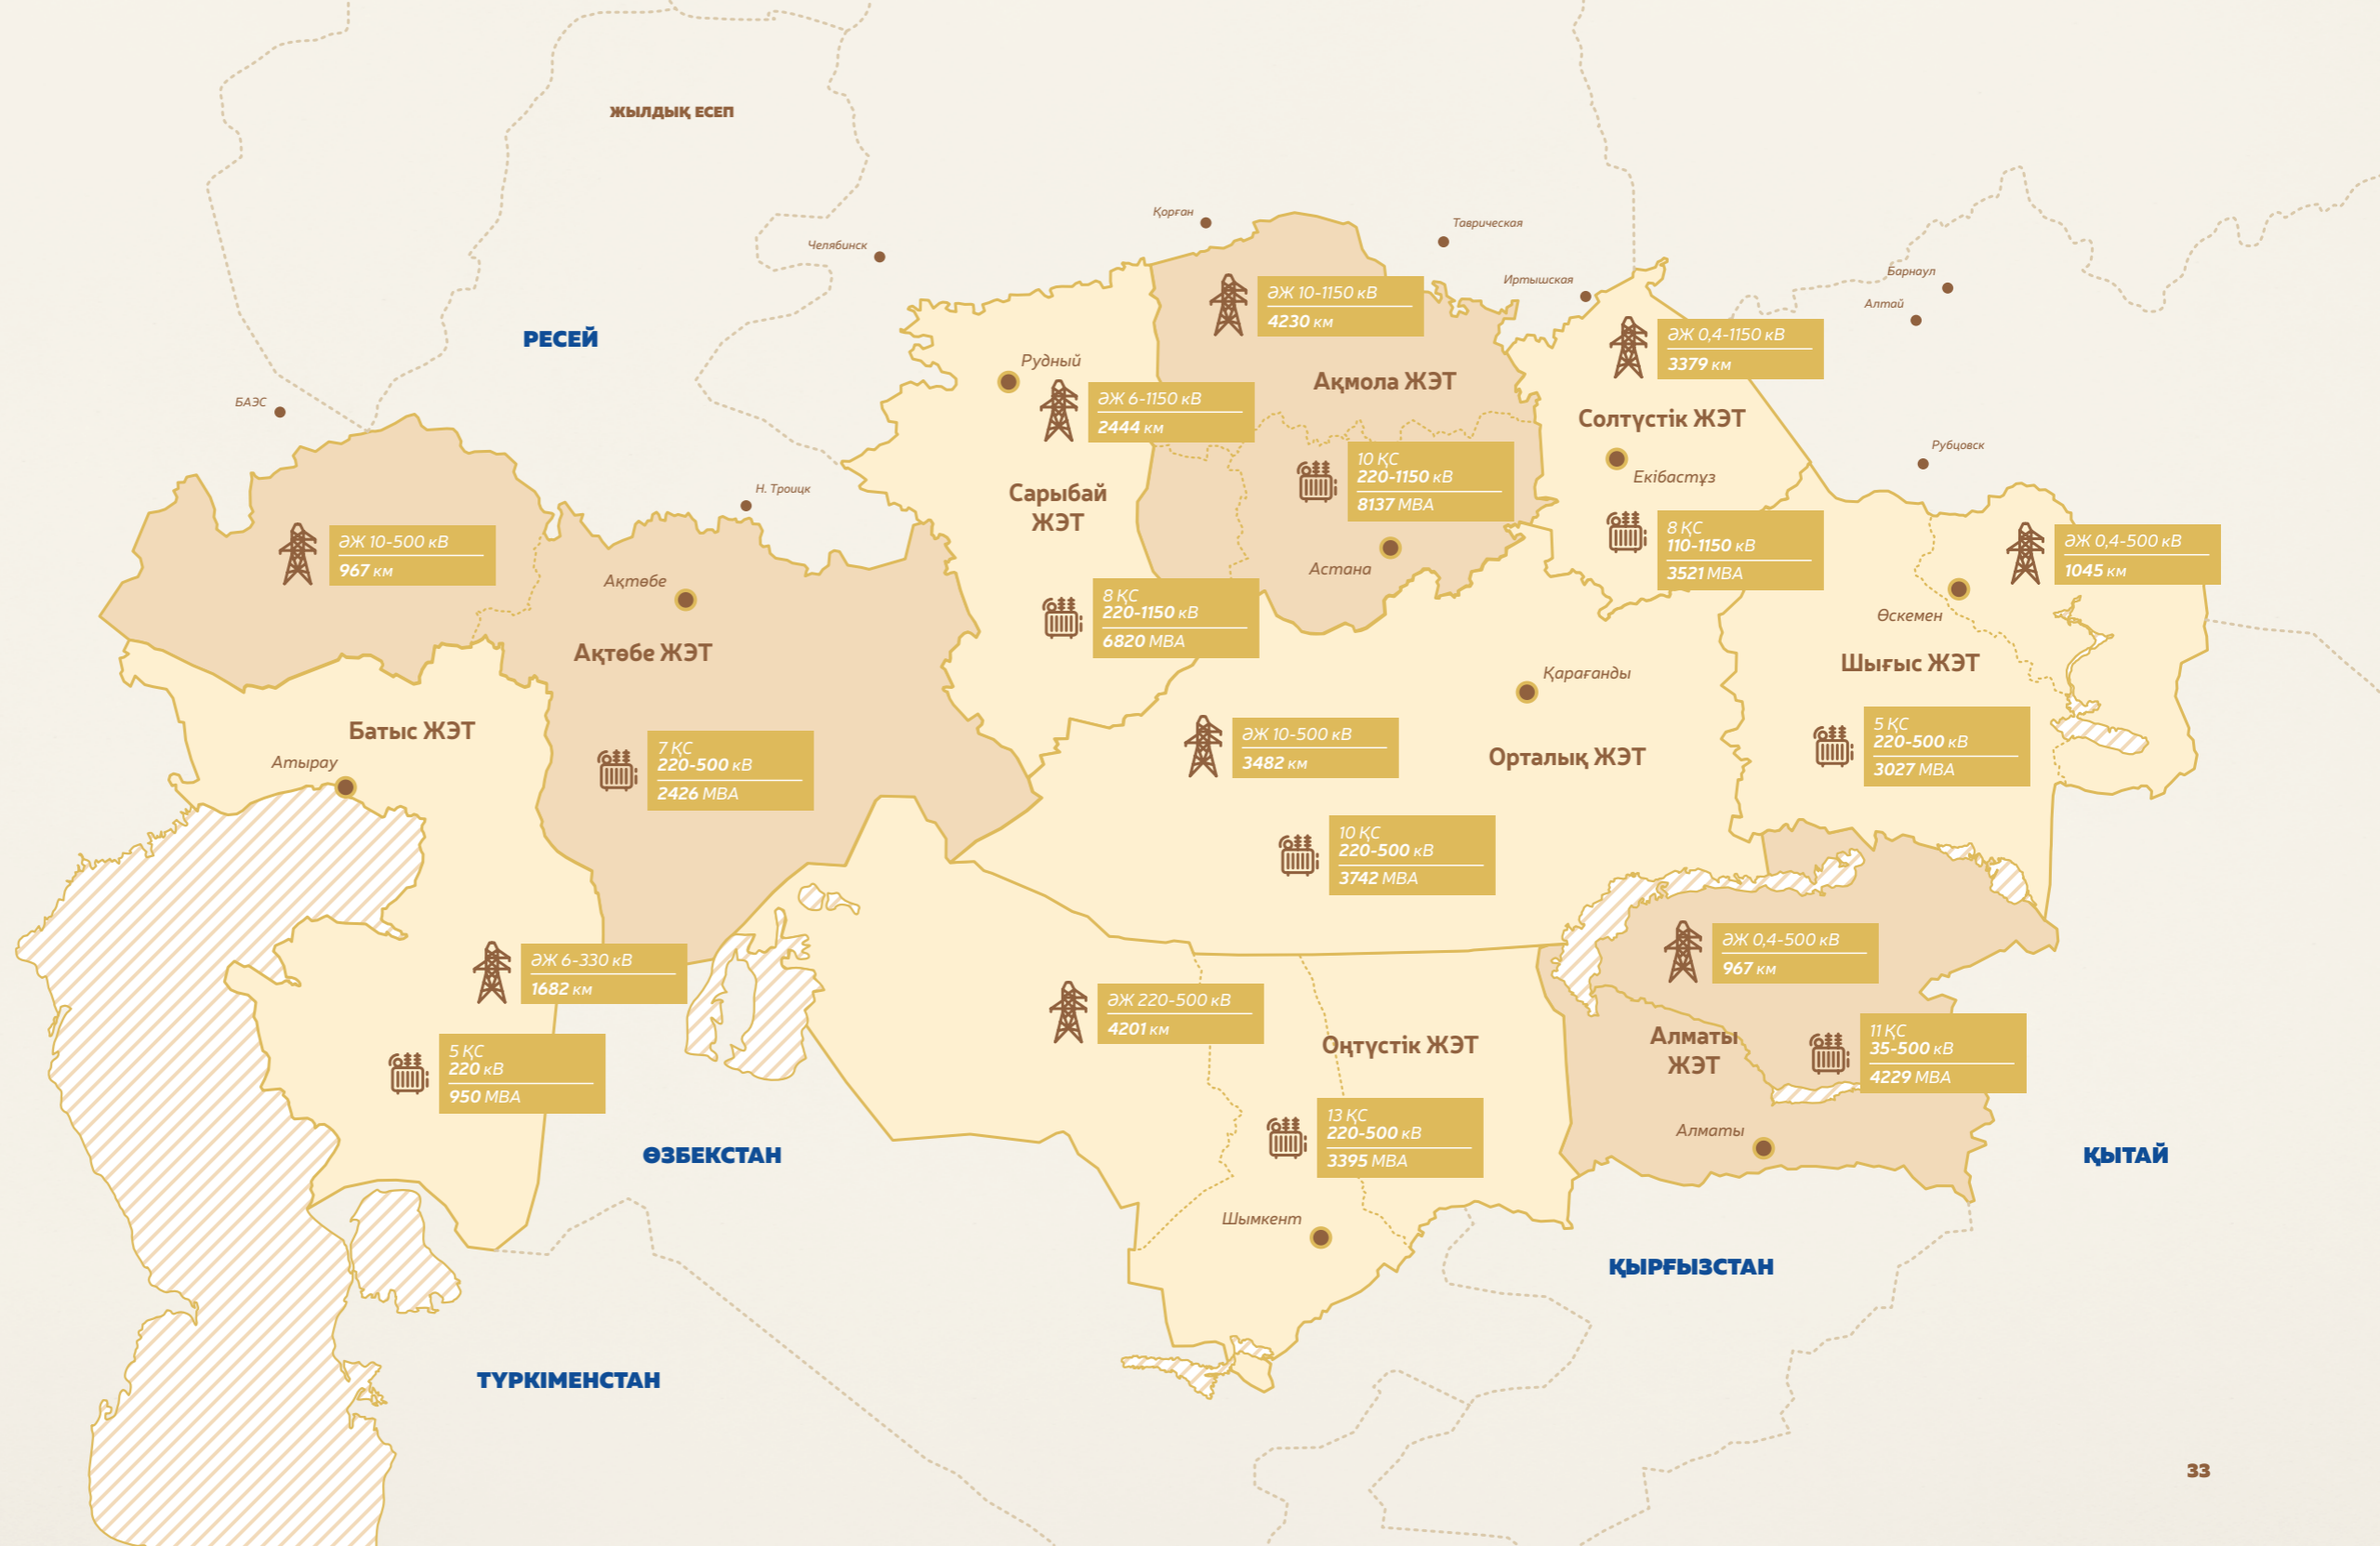 ЖЫЛДЫҚ ЕСЕП
Қорған
Таврическая
Челябинск
Иртышская
Барнаул
Алтай
РЕСЕЙ
БАЭС
Н. Троицк
Рубцовск
ӘЖ 10-1150 кВ
4230 км
Ақмола ЖЭТ
10 ҚС
220-1150 кВ
8137 МВА
Астана
ӘЖ 0,4-1150 кВ
3379 км
Солтүстік ЖЭТ
Екібастұз
8 ҚС
110-1150 кВ
3521 МВА
Рудный
ӘЖ 6-1150 кВ
2444 км
Сарыбай
ЖЭТ
8 ҚС
220-1150 кВ
6820 МВА
ӘЖ 10-500 кВ
967 км
Ақтөбе
Ақтөбе ЖЭТ
7 ҚС
220-500 кВ
2426 МВА
ӘЖ 0,4-500 кВ
1045 км
Өскемен
Шығыс ЖЭТ
5 ҚС
220-500 кВ
3027 МВА
Қарағанды
ӘЖ 10-500 кВ
3482 км
Орталық ЖЭТ
10 ҚС
220-500 кВ
3742 МВА
Батыс ЖЭТ
Атырау
ӘЖ 6-330 кВ
1682 км
5 ҚС
220 кВ
950 МВА
ӘЖ 220-500 кВ
4201 км
Оңтүстік ЖЭТ
13 ҚС
220-500 кВ
3395 МВА
Шымкент
ӘЖ 0,4-500 кВ
967 км
Алматы
ЖЭТ
11 ҚС
35-500 кВ
4229 МВА
Алматы
ӨЗБЕКСТАН
ҚЫТАЙ
ҚЫРҒЫЗСТАН
ТҮРКІМЕНСТАН
33